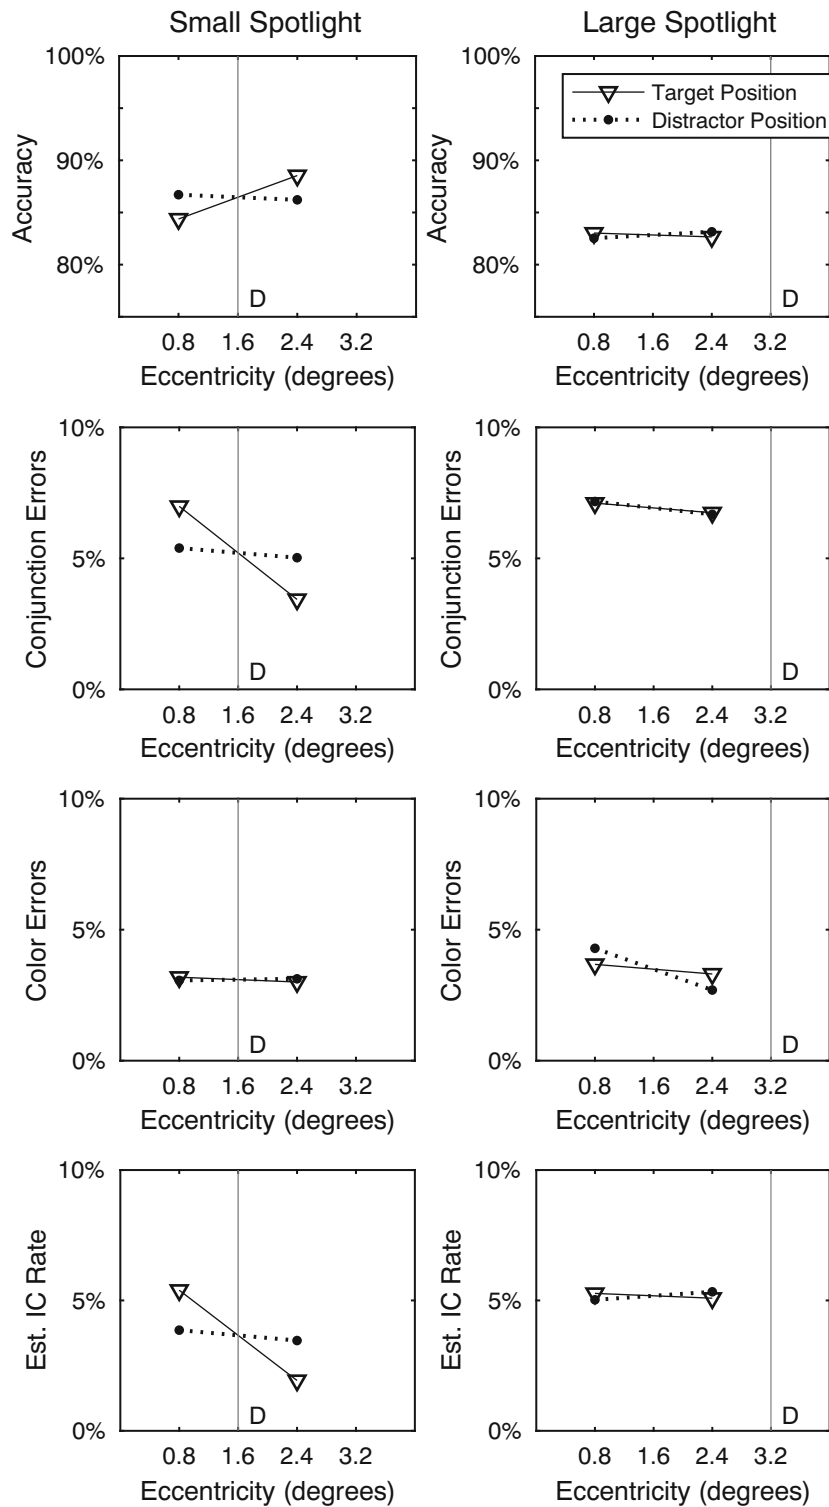 Small Spotlight
Large Spotlight
100%
90%
80%
Accuracy
D
0.8 1.6 2.4 3.2
Eccentricity (degrees)
100%
90%
80%
Accuracy
Target Position
Distractor Position
D
0.8 1.6 2.4 3.2
Eccentricity (degrees)
10%
5%
0%
Conjunction Errors
D
0.8 1.6 2.4 3.2
Eccentricity (degrees)
10%
5%
0%
Conjunction Errors
D
0.8 1.6 2.4 3.2
Eccentricity (degrees)
10%
5%
0%
Color Errors
D
0.8 1.6 2.4 3.2
Eccentricity (degrees)
10%
5%
0%
Color Errors
D
0.8 1.6 2.4 3.2
Eccentricity (degrees)
10%
5%
0%
Est. IC Rate
D
0.8 1.6 2.4 3.2
Eccentricity (degrees)
10%
5%
0%
Est. IC Rate
D
0.8 1.6 2.4 3.2
Eccentricity (degrees)